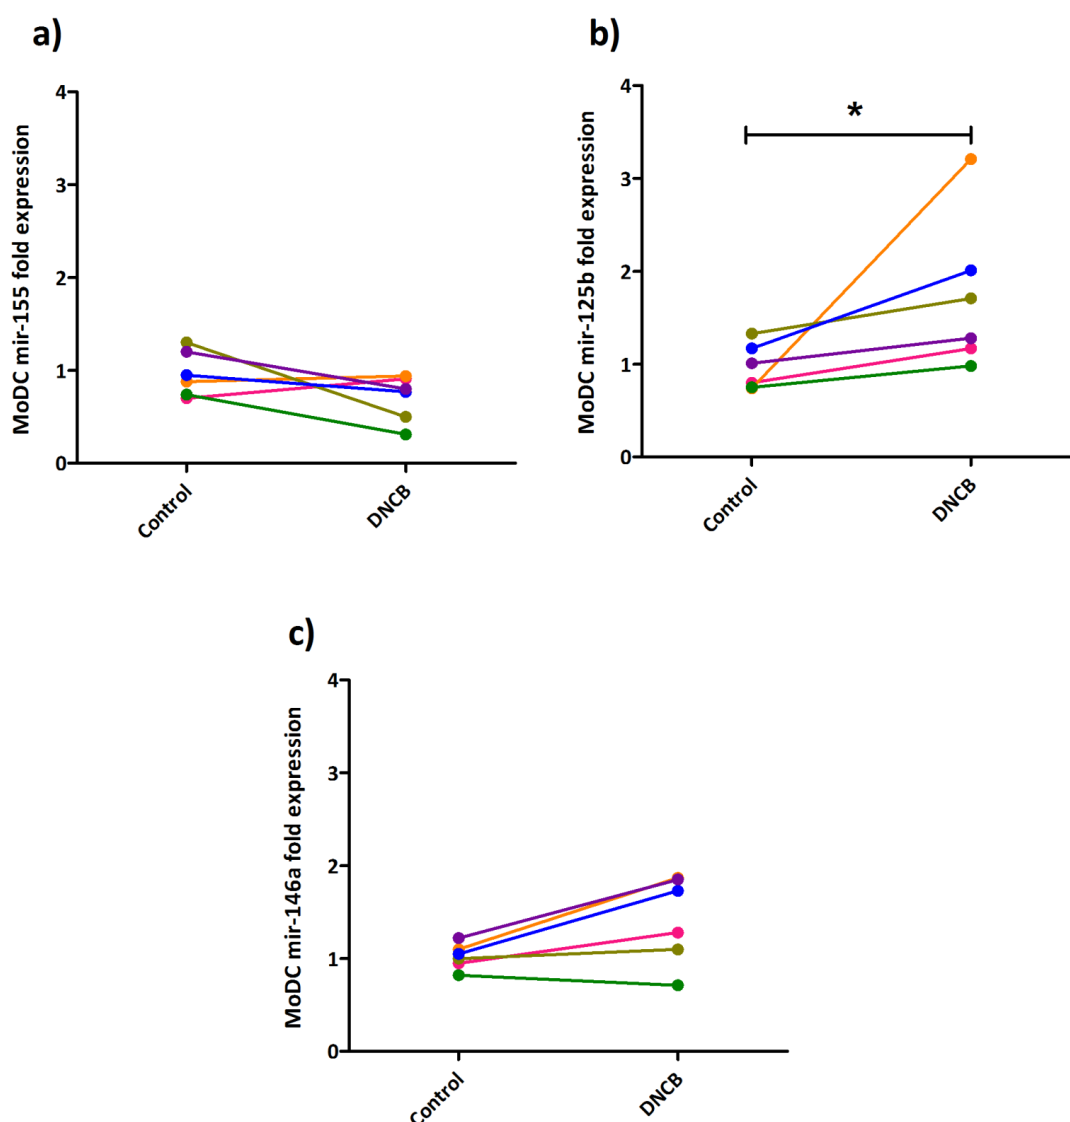 a)
MoDC mir-155 fold expression
4
3
2
1
0
Control
DNCB
b)
MoDC mir-125b fold expression
4
3
2
1
0
*
Control
DNCB
c)
MoDC mir-146a fold expression
4
3
2
1
0
Control
DNCB